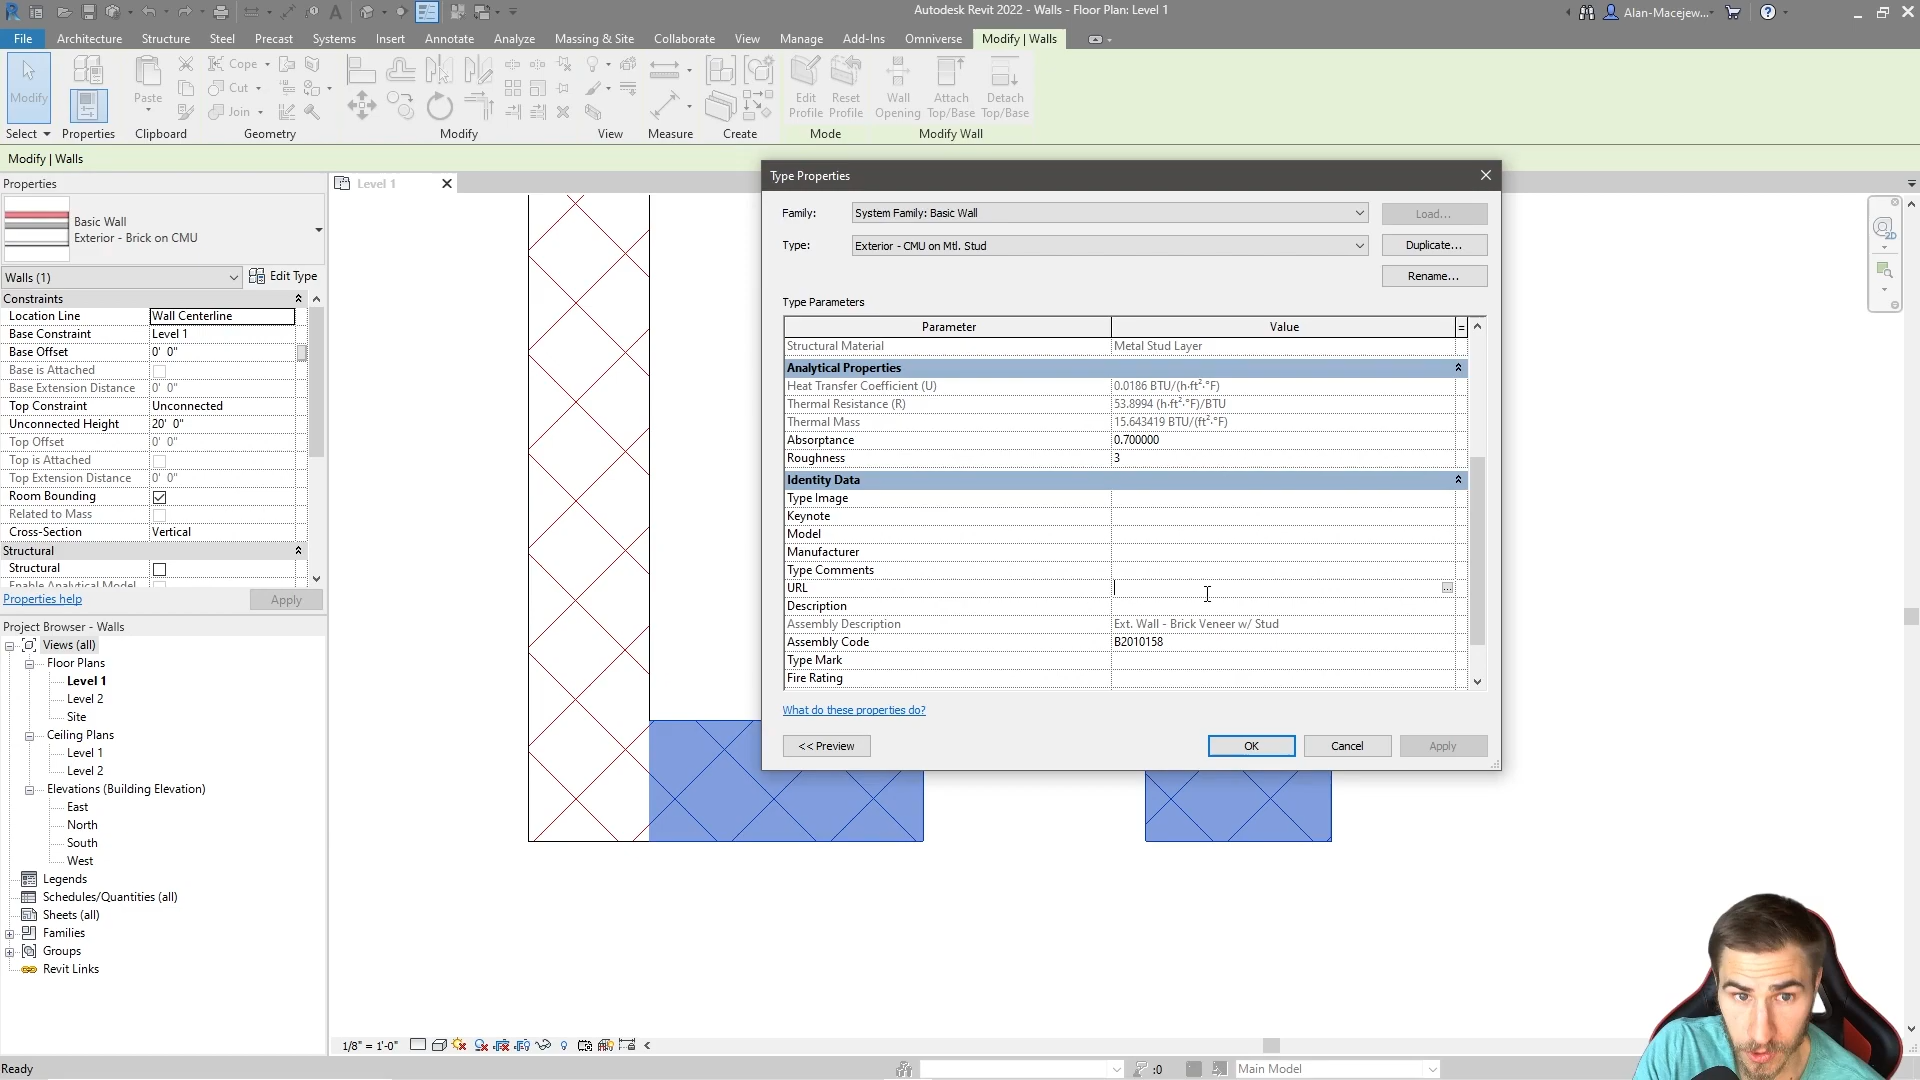 Autodesk Revit 2022 - Walls - Floor Plan: Level 1
Alan-Macejew...
File Architecture Structure Steel Precast Systems Insert Annotate Analyze Massing & Site Collaborate View Manage Add-Ins Omniverse Modify | Walls
Modify
Paste
Cope
Cut
Join
Edit Profile
Reset Profile
Wall Opening
Attach Top/Base
Detach Top/Base
Select Properties Clipboard Geometry Modify View Measure Create Mode Modify Wall
Modify | Walls
Properties
Basic Wall
Exterior - Brick on CMU
Walls (1) Edit Type
Constraints
Location Line Wall Centerline
Base Constraint Level 1
Base Offset 0' 0"
Base is Attached
Base Extension Distance 0' 0"
Top Constraint Unconnected
Unconnected Height 20' 0"
Top Offset 0' 0"
Top is Attached
Top Extension Distance 0' 0"
Room Bounding
Related to Mass
Cross-Section Vertical
Structural
Structural
Enable Analytical Model
Properties help Apply
Project Browser - Walls
Views (all)
Floor Plans
Level 1
Level 2
Site
Ceiling Plans
Level 1
Level 2
Elevations (Building Elevation)
East
North
South
West
Legends
Schedules/Quantities (all)
Sheets (all)
Families
Groups
Revit Links
Level 1
2D
Type Properties
Family: System Family: Basic Wall Load...
Type: Exterior - CMU on Mtl. Stud Duplicate...
Rename...
Type Parameters
Parameter Value =
Structural Material Metal Stud Layer
Analytical Properties
Heat Transfer Coefficient (U) 0.0186 BTU/(h·ft²·°F)
Thermal Resistance (R) 53.8994 (h·ft²·°F)/BTU
Thermal Mass 15.643419 BTU/(ft²·°F)
Absorptance 0.700000
Roughness 3
Identity Data
Type Image
Keynote
Model
Manufacturer
Type Comments
URL
Description
Assembly Description Ext. Wall - Brick Veneer w/ Stud
Assembly Code B2010158
Type Mark
Fire Rating
What do these properties do?
<< Preview OK Cancel Apply
1/8" = 1'-0"
Ready :0 Main Model